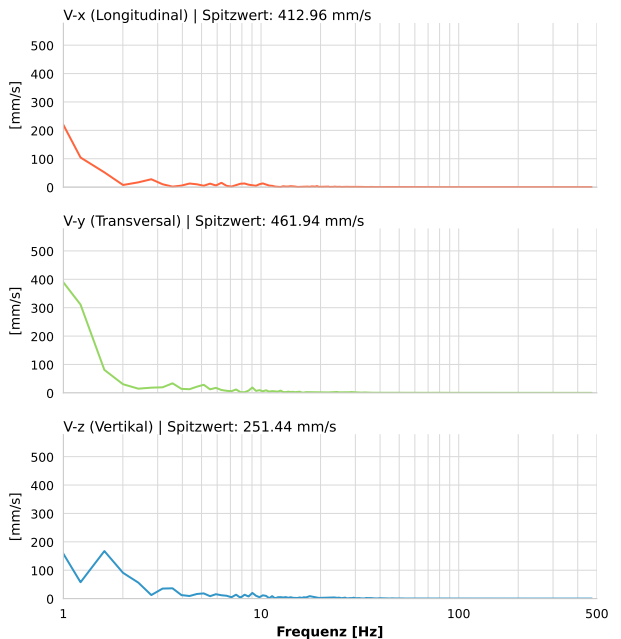 V-x (Longitudinal) | Spitzwert: 412.96 mm/s
500
400
300
200
100
0
[mm/s]
V-y (Transversal) | Spitzwert: 461.94 mm/s
500
400
300
200
100
0
[mm/s]
V-z (Vertikal) | Spitzwert: 251.44 mm/s
500
400
300
200
100
0
[mm/s]
1 10 100 500
Frequenz [Hz]